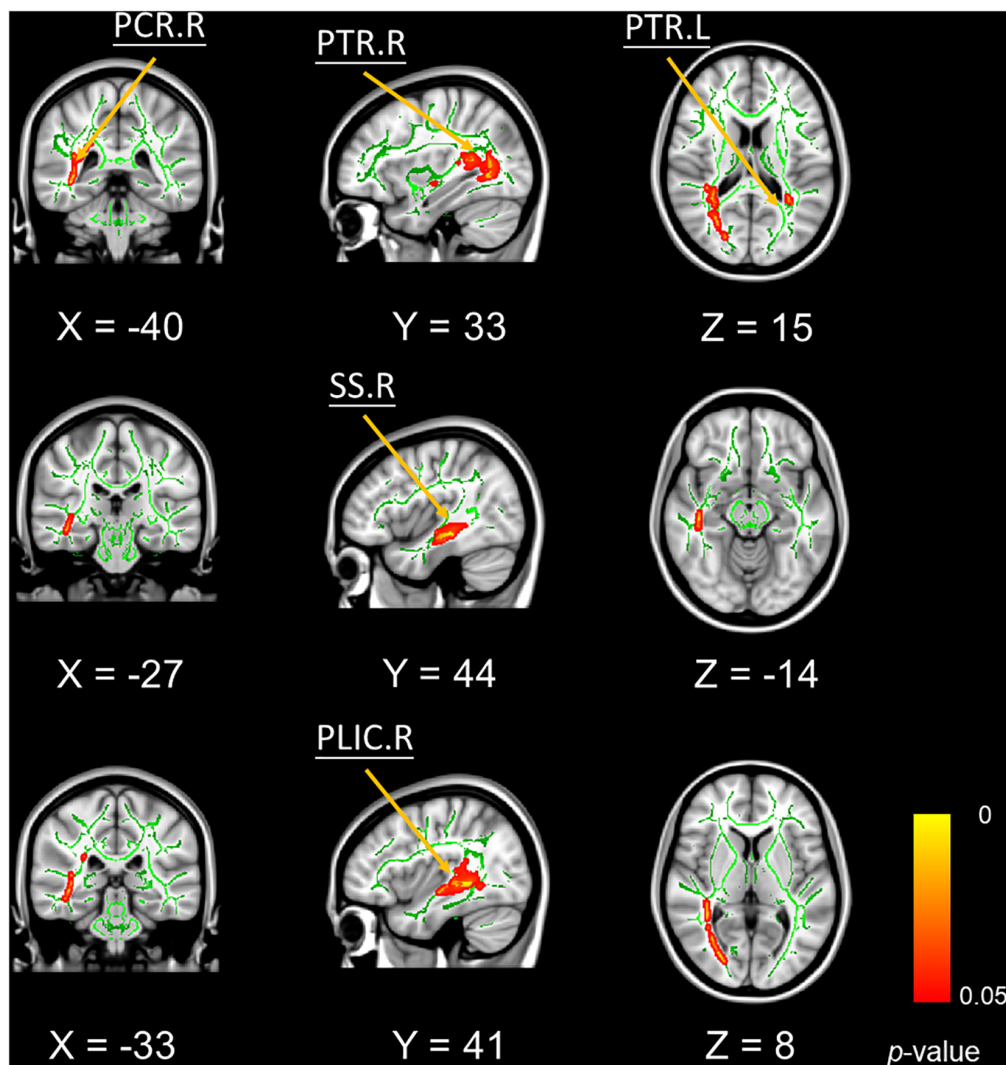 PCR.R
PTR.R
PTR.L
X = -40
Y = 33
Z = 15
SS.R
X = -27
Y = 44
Z = -14
PLIC.R
0
0.05
X = -33
Y = 41
Z = 8
p-value